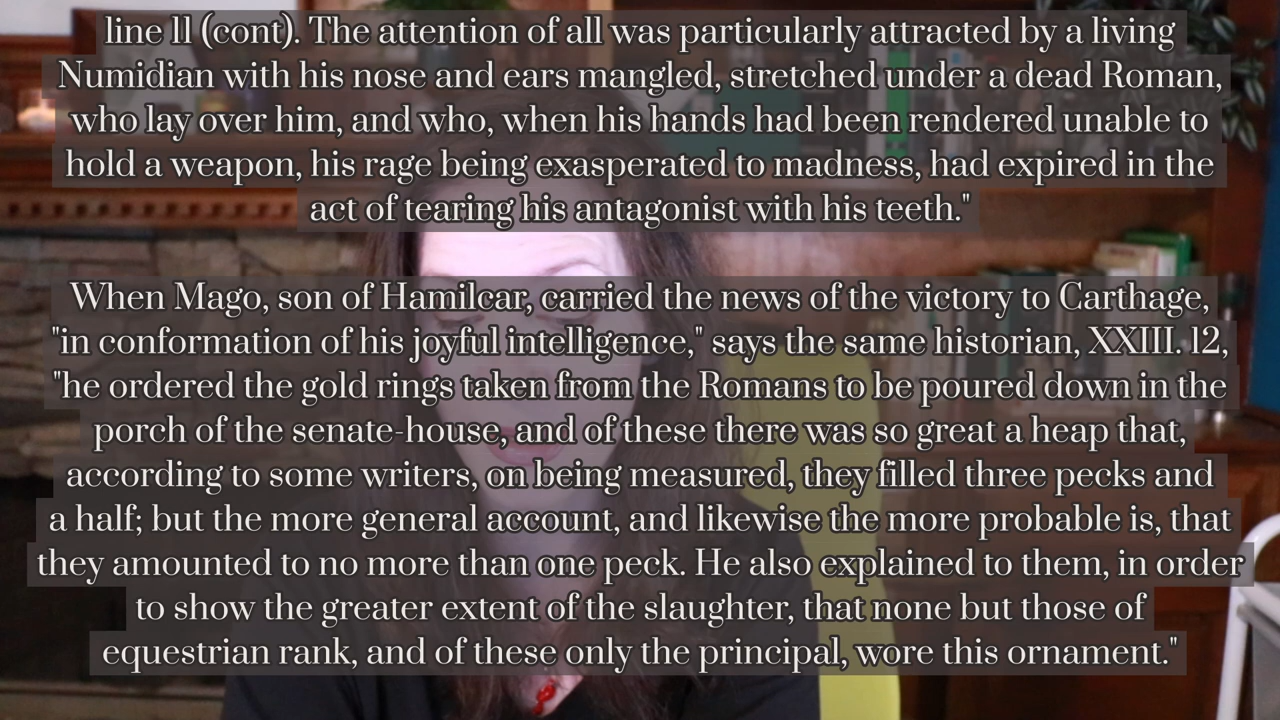 line 11 (cont). The attention of all was particularly attracted by a living
Numidian with his nose and ears mangled, stretched under a dead Roman,
who lay over him, and who, when his hands had been rendered unable to
hold a weapon, his rage being exasperated to madness, had expired in the
act of tearing his antagonist with his teeth."
When Mago, son of Hamilcar, carried the news of the victory to Carthage,
"in conformation of his joyful intelligence," says the same historian, XXIII. 12,
"he ordered the gold rings taken from the Romans to be poured down in the
porch of the senate-house, and of these there was so great a heap that,
according to some writers, on being measured, they filled three pecks and
a half; but the more general account, and likewise the more probable is, that
they amounted to no more than one peck. He also explained to them, in order
to show the greater extent of the slaughter, that none but those of
equestrian rank, and of these only the principal, wore this ornament."